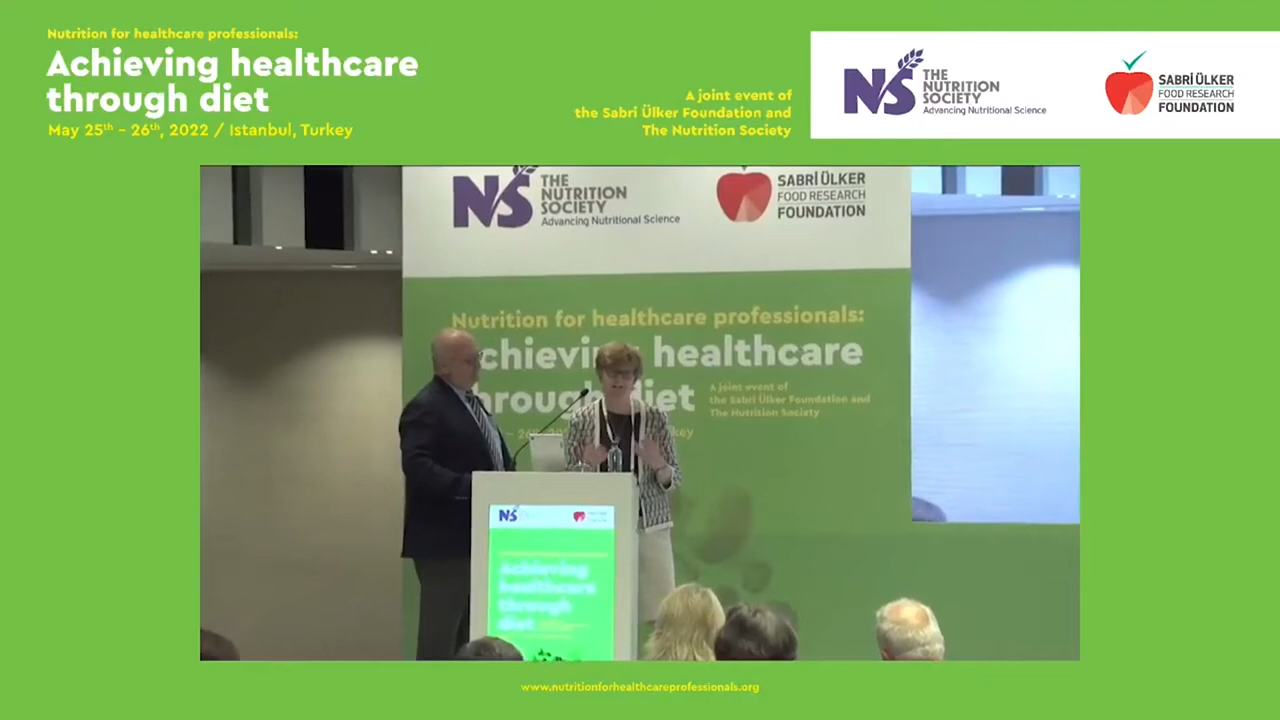 Nutrition for healthcare professionals:
Achieving healthcare
through diet
May 25th - 26th, 2022 / Istanbul, Turkey
A joint event of
the Sabri Ülker Foundation and
The Nutrition Society
NS THE
NUTRITION
SOCIETY
Advancing Nutritional Science
SABRİ ÜLKER
FOOD RESEARCH
FOUNDATION
NS THE
NUTRITION
SOCIETY
Advancing Nutritional Science
SABRİ ÜLKER
FOOD RESEARCH
FOUNDATION
Nutrition for healthcare professionals:
healthcare
A joint event of
the Sabri Ülker Foundation and
The Nutrition Society
NS
Achieving
healthcare
through
diet
www.nutritionforhealthcareprofessionals.org